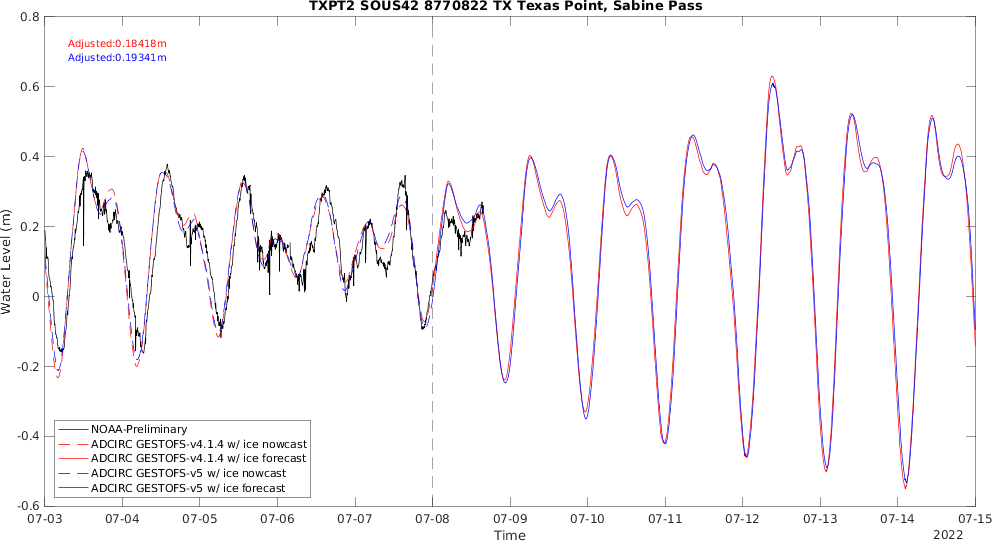 TXPT2 SOUS42 8770822 TX Texas Point, Sabine Pass
Adjusted:0.18418m
Adjusted:0.19341m
Water Level (m)
0.8
0.6
0.4
0.2
0
-0.2
-0.4
-0.6
NOAA-Preliminary
ADCIRC GESTOFS-v4.1.4 w/ ice nowcast
ADCIRC GESTOFS-v4.1.4 w/ ice forecast
ADCIRC GESTOFS-v5 w/ ice nowcast
ADCIRC GESTOFS-v5 w/ ice forecast
07-03 07-04 07-05 07-06 07-07 07-08 07-09 07-10 07-11 07-12 07-13 07-14 07-15
Time
2022